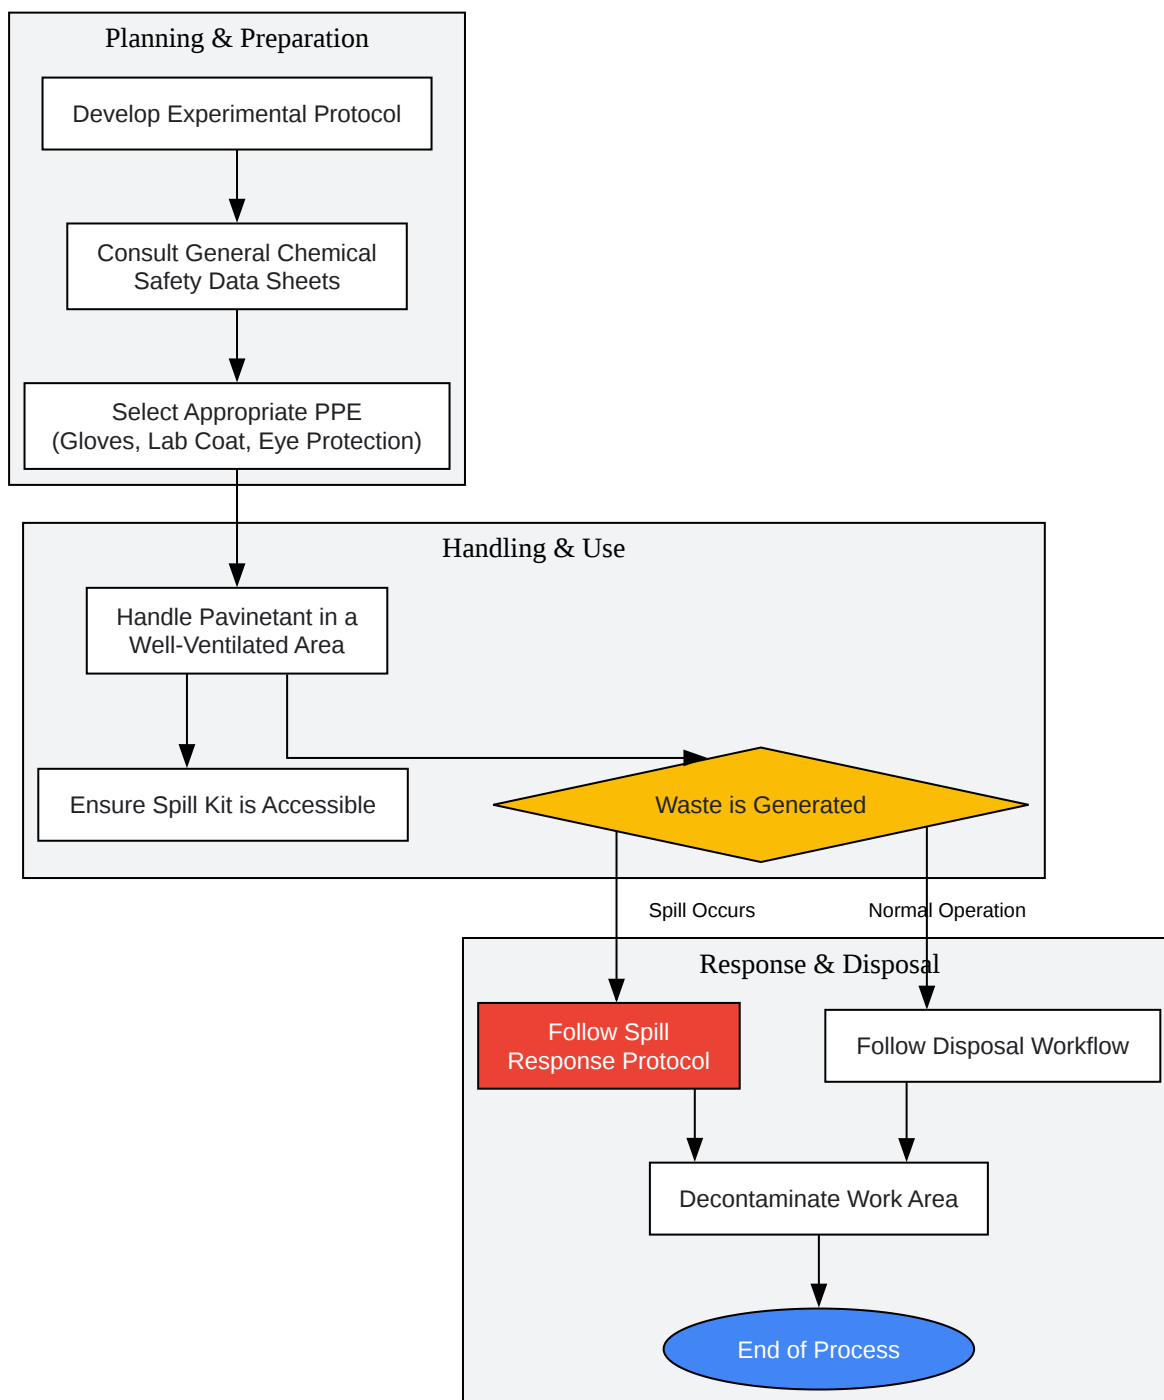 Planning & Preparation
Develop Experimental Protocol
Consult General Chemical
Safety Data Sheets
Select Appropriate PPE
(Gloves, Lab Coat, Eye Protection)
Handling & Use
Handle Pavinetant in a
Well-Ventilated Area
Ensure Spill Kit is Accessible
Waste is Generated
Spill Occurs
Normal Operation
Response & Disposal
Follow Spill
Response Protocol
Follow Disposal Workflow
Decontaminate Work Area
End of Process